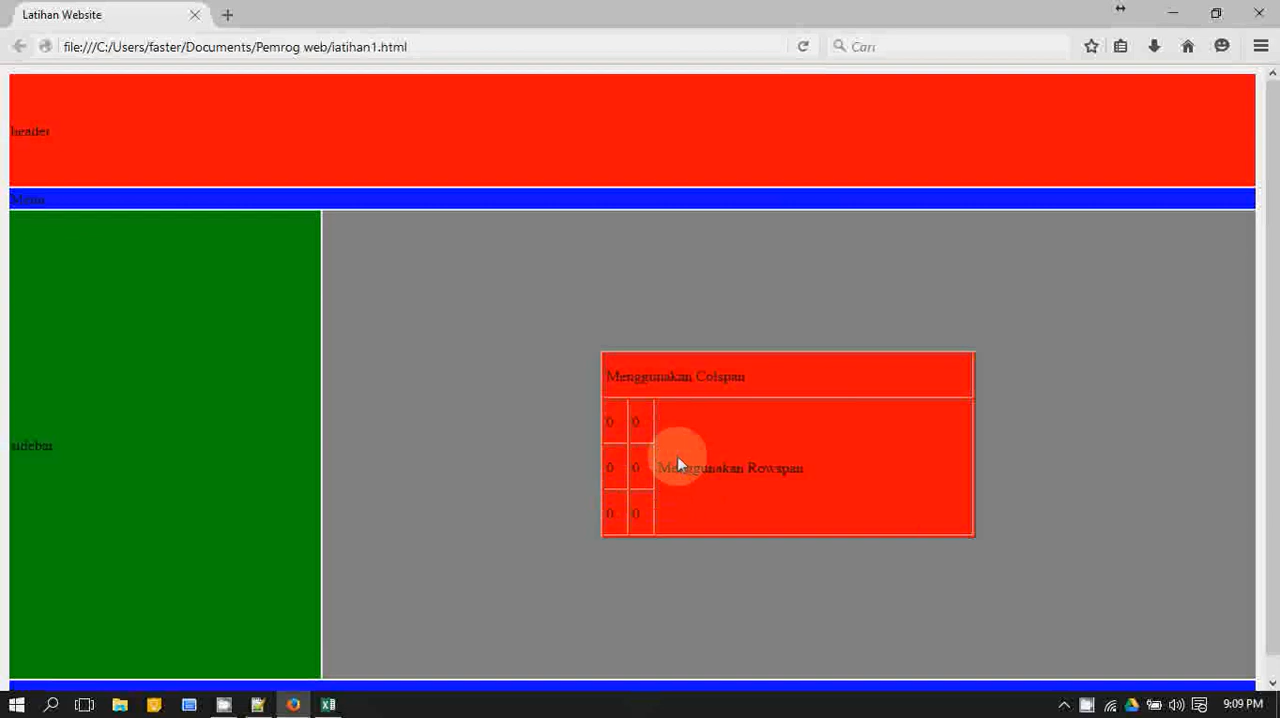 Latihan Website
file:///C:/Users/faster/Documents/Pemrog web/latihan1.html
Cari
header
Menu
sidebar
Menggunakan Colspan
0 0
0 0 Menggunakan Rowspan
0 0
9:09 PM